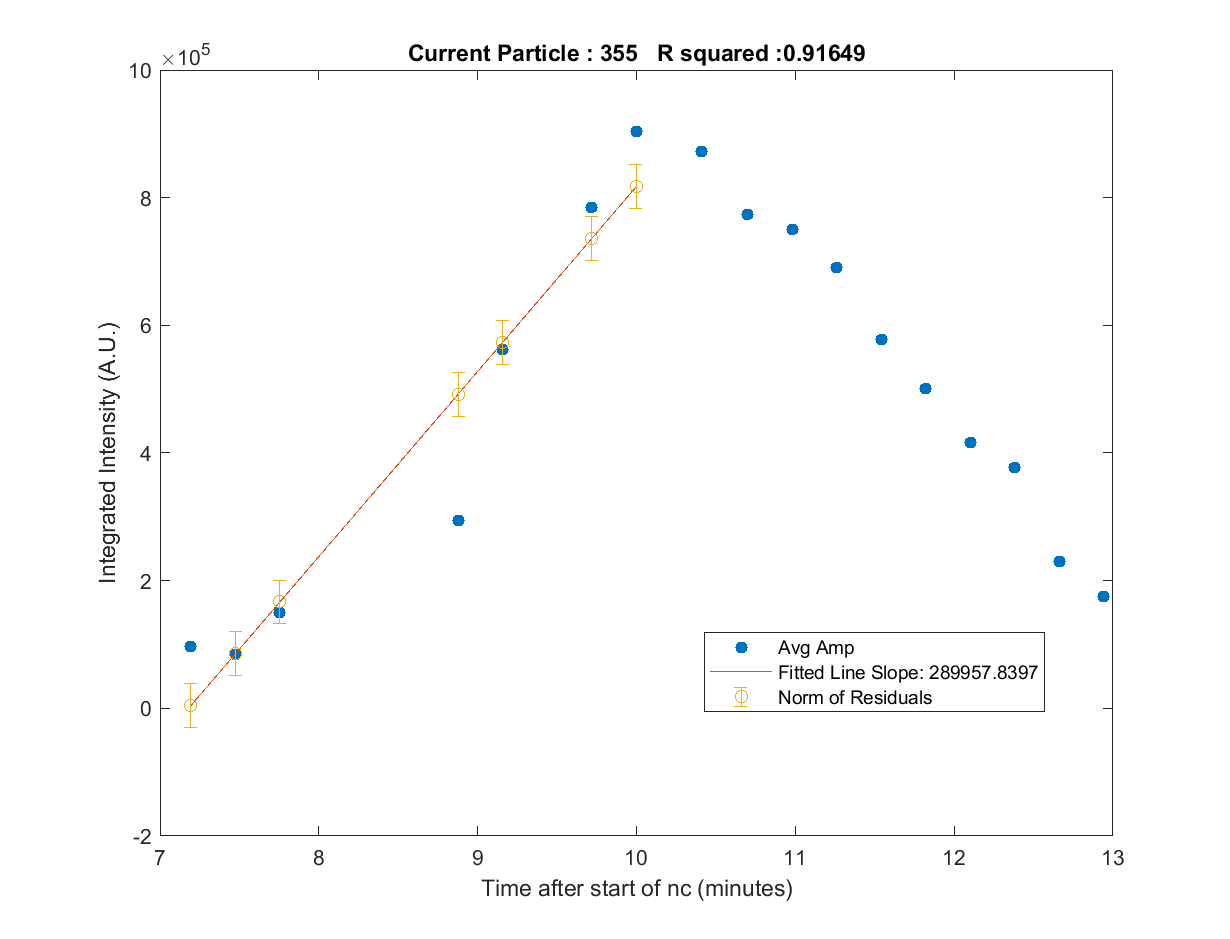 Current Particle : 355   R squared :0.91649
×10^5
10
8
6
4
2
0
-2
Integrated Intensity (A.U.)
Avg Amp
Fitted Line Slope: 289957.8397
Norm of Residuals
7 8 9 10 11 12 13
Time after start of nc (minutes)